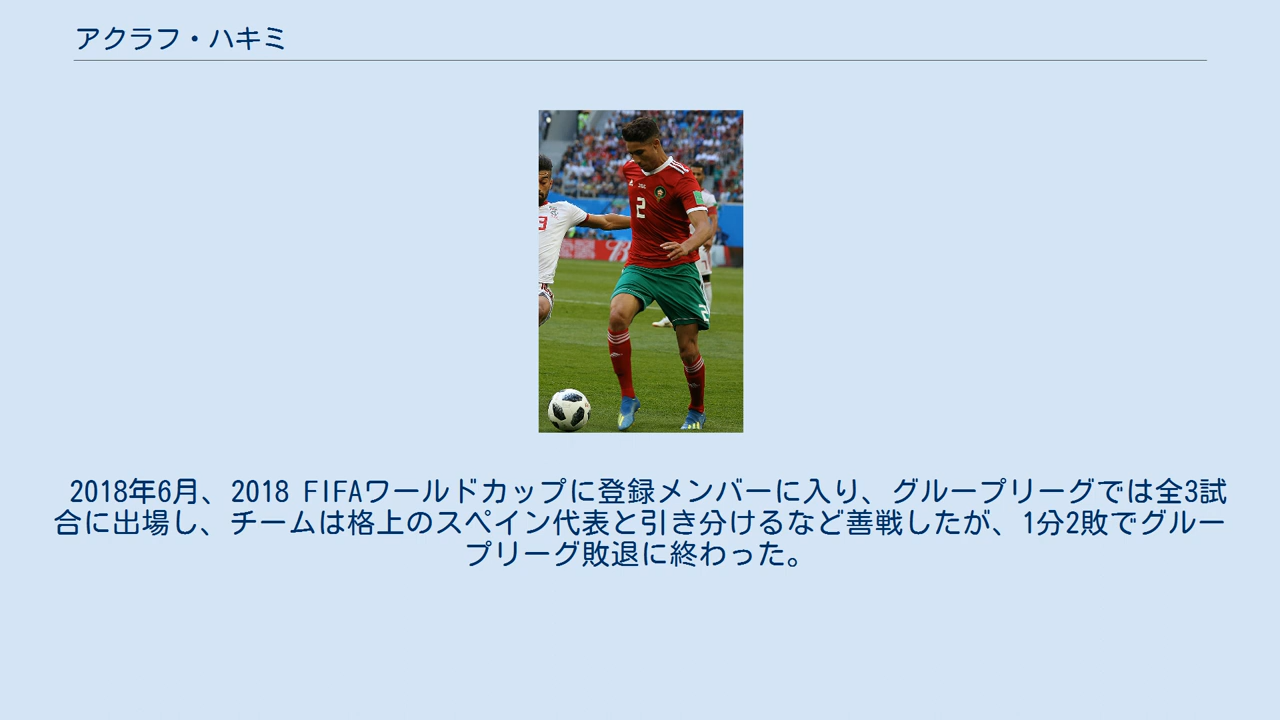 アクラフ・ハキミ
2
3
2
2018年6月、2018 FIFAワールドカップに登録メンバーに入り、グループリーグでは全3試
合に出場し、チームは格上のスペイン代表と引き分けるなど善戦したが、1分2敗でグルー
プリーグ敗退に終わった。